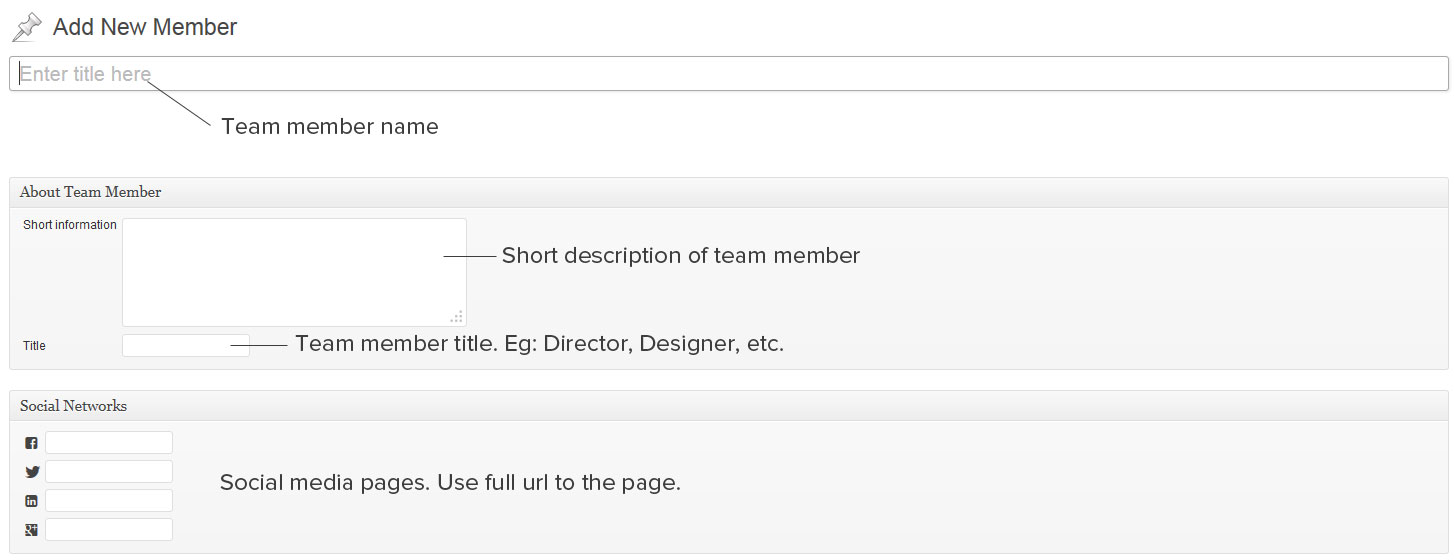 Add New Member
Enter title here
Team member name
About Team Member
Short information
Short description of team member
Title
Team member title. Eg: Director, Designer, etc.
Social Networks
Social media pages. Use full url to the page.